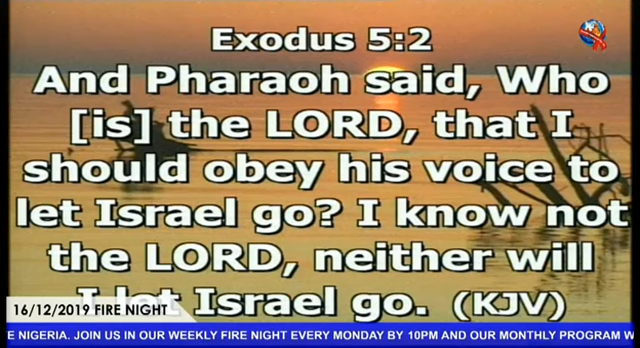 Exodus 5:2
And Pharaoh said, Who
[is] the LORD, that I
should obey his voice to
let Israel go? I know not
the LORD, neither will
I let Israel go. (KJV)
16/12/2019 FIRE NIGHT
E NIGERIA. JOIN US IN OUR WEEKLY FIRE NIGHT EVERY MONDAY BY 10PM AND OUR MONTHLY PROGRAM W